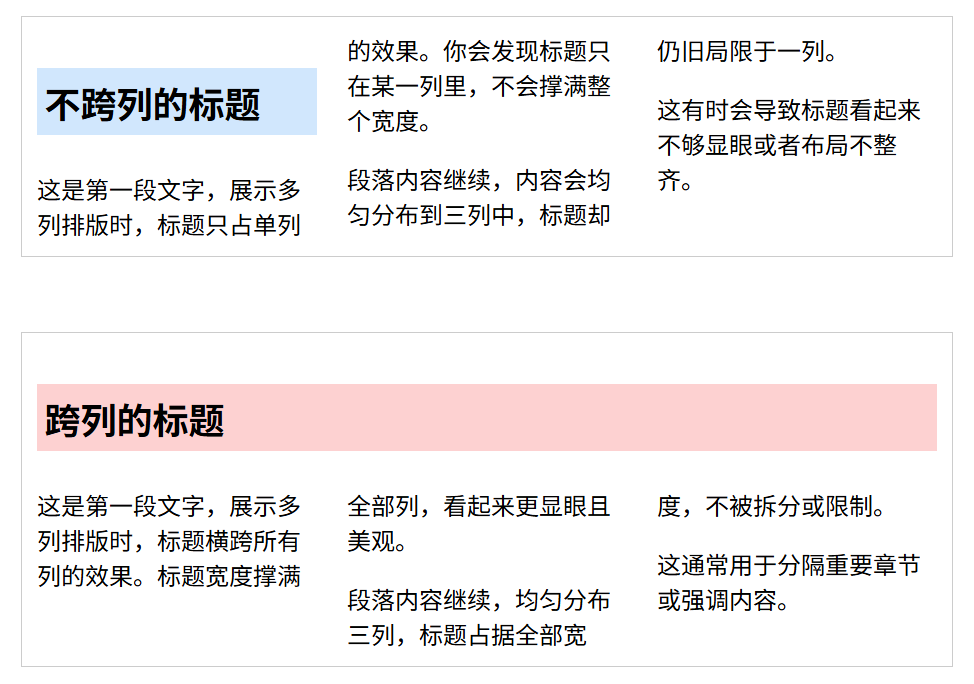 不跨列的标题
这是第一段文字，展示多
列排版时，标题只占单列
的效果。你会发现标题只
在某一列里，不会撑满整
个宽度。
段落内容继续，内容会均
匀分布到三列中，标题却
仍旧局限于一列。
这有时会导致标题看起来
不够显眼或者布局不整
齐。
跨列的标题
这是第一段文字，展示多
列排版时，标题横跨所有
列的效果。标题宽度撑满
全部列，看起来更显眼且
美观。
段落内容继续，均匀分布
三列，标题占据全部宽
度，不被拆分或限制。
这通常用于分隔重要章节
或强调内容。